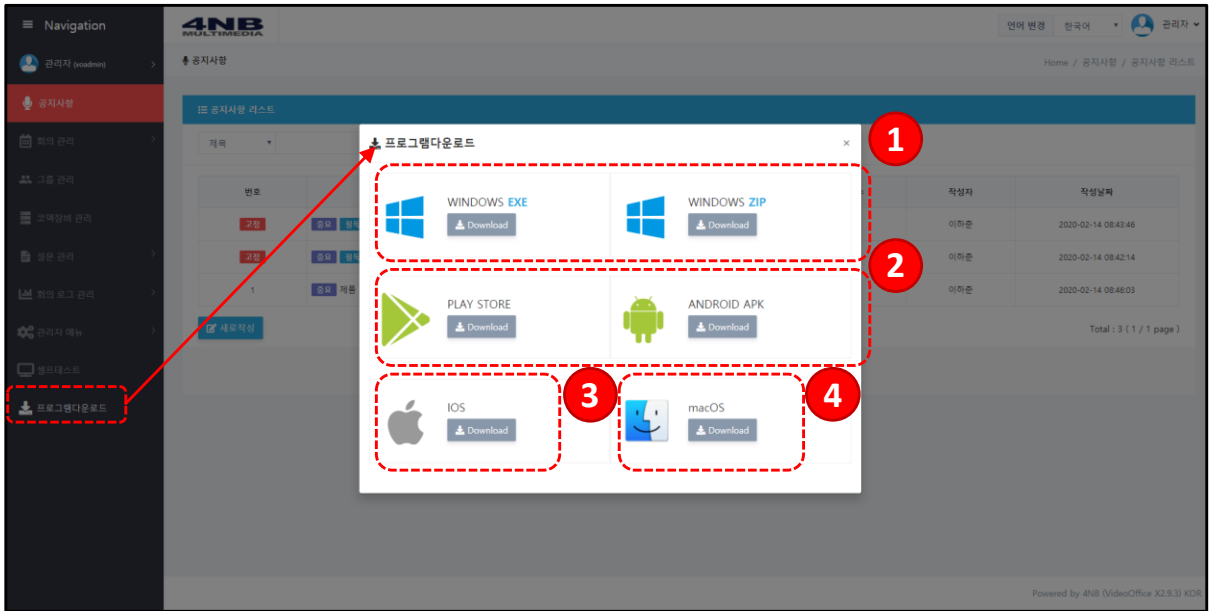 Navigation
4NB
MULTIMEDIA
언어 변경 한국어 관리자
관리자 (voadmin)
공지사항
Home / 공지사항 / 공지사항 리스트
공지사항
공지사항 리스트
회의 관리
제목
프로그램다운로드 ×
1
그룹 관리
번호 작성자 작성날짜
WINDOWS EXE
Download
WINDOWS ZIP
Download
코덱장비 관리
고정 중요 필독 이하준 2020-02-14 08:43:46
설문 관리
고정 중요 필독 이하준 2020-02-14 08:42:14
2
회의 로그 관리
1 중요 제품 이하준 2020-02-14 08:46:03
PLAY STORE
Download
ANDROID APK
Download
관리자 메뉴
새로작성
Total : 3 ( 1 / 1 page )
셀프테스트
프로그램다운로드
IOS
Download
3
macOS
Download
4
Powered by 4NB (VideoOffice X2.9.3) KOR